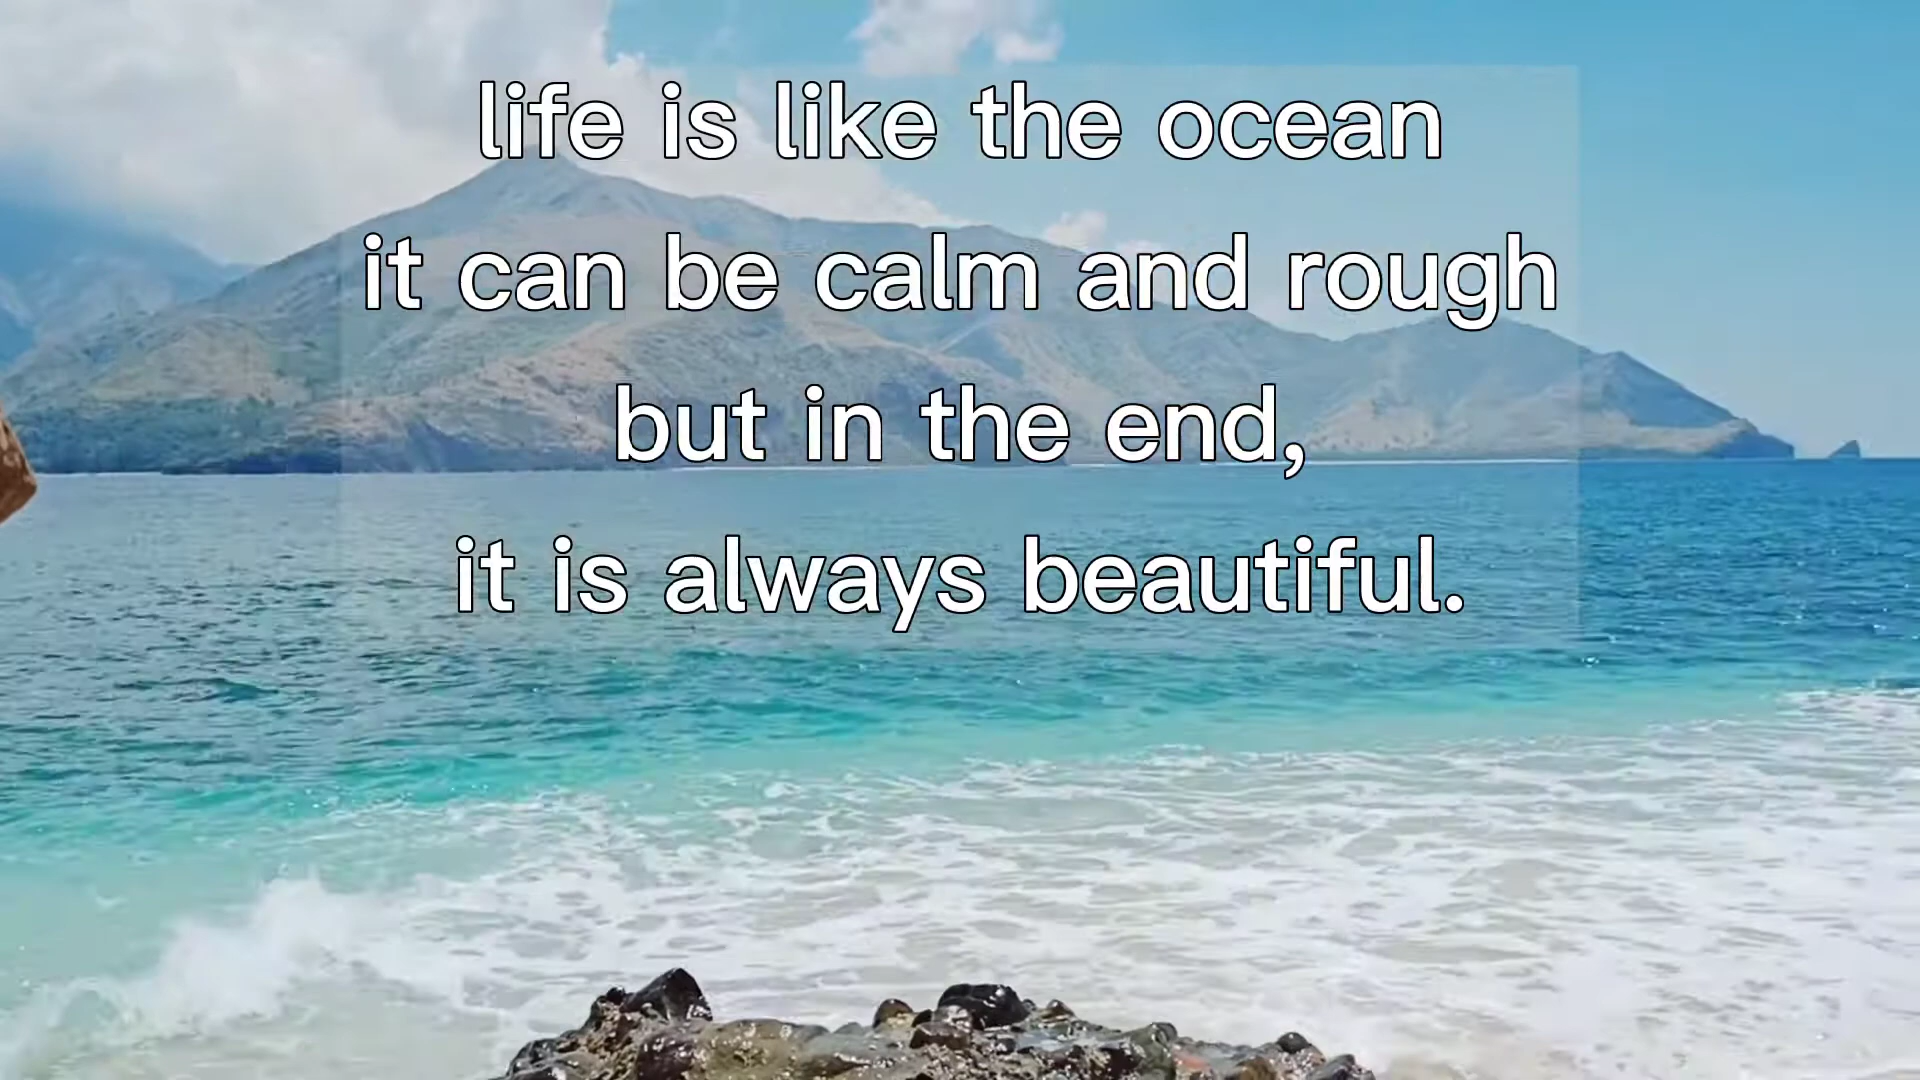 life is like the ocean
it can be calm and rough
but in the end,
it is always beautiful.